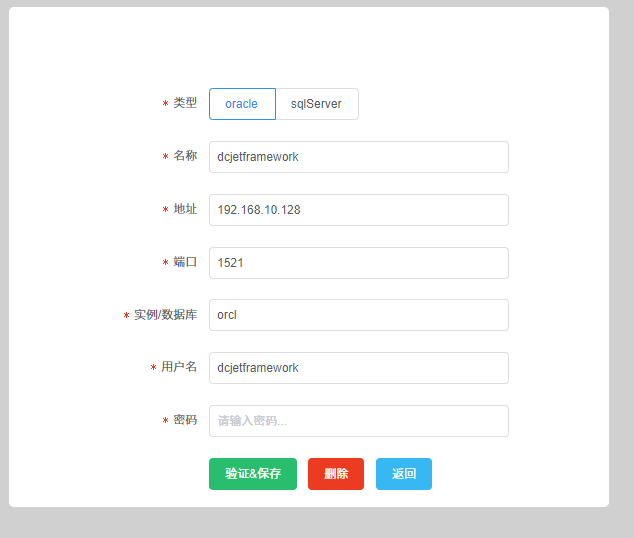 * 类型 oracle sqlServer
* 名称 dcjetframework
* 地址 192.168.10.128
* 端口 1521
* 实例/数据库 orcl
* 用户名 dcjetframework
* 密码 请输入密码...
验证&保存 删除 返回